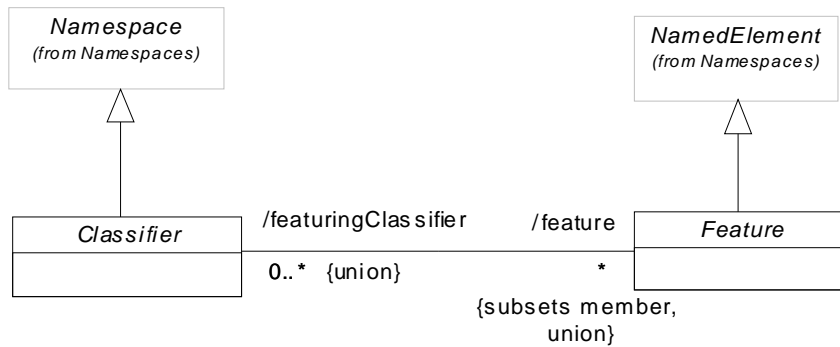 Namespace
(from Namespaces)
NamedElement
(from Namespaces)
Classifier
/featuringClassifier
/feature
Feature
0..* {union}
*
{subsets member,
union}